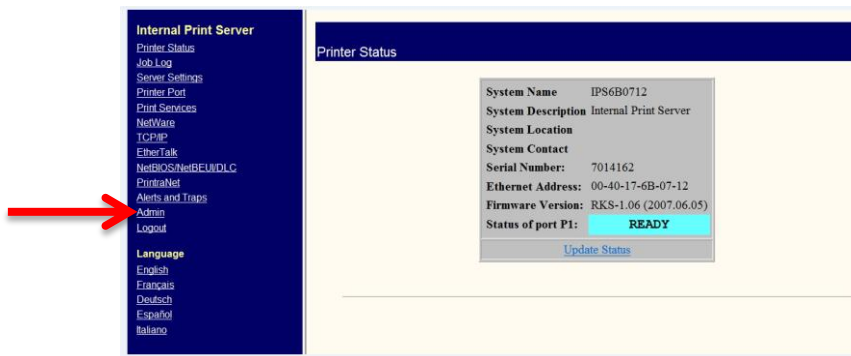 Internal Print Server
Printer Status
Job Log
Server Settings
Printer Port
Print Services
NetWare
TCP/IP
EtherTalk
NetBIOS/NetBEUI/DLC
PrintraNet
Alerts and Traps
Admin
Logout
Language
English
Français
Deutsch
Español
Italiano
Printer Status
System Name IPS6B0712
System Description Internal Print Server
System Location
System Contact
Serial Number: 7014162
Ethernet Address: 00-40-17-6B-07-12
Firmware Version: RKS-1.06 (2007.06.05)
Status of port P1: READY
Update Status